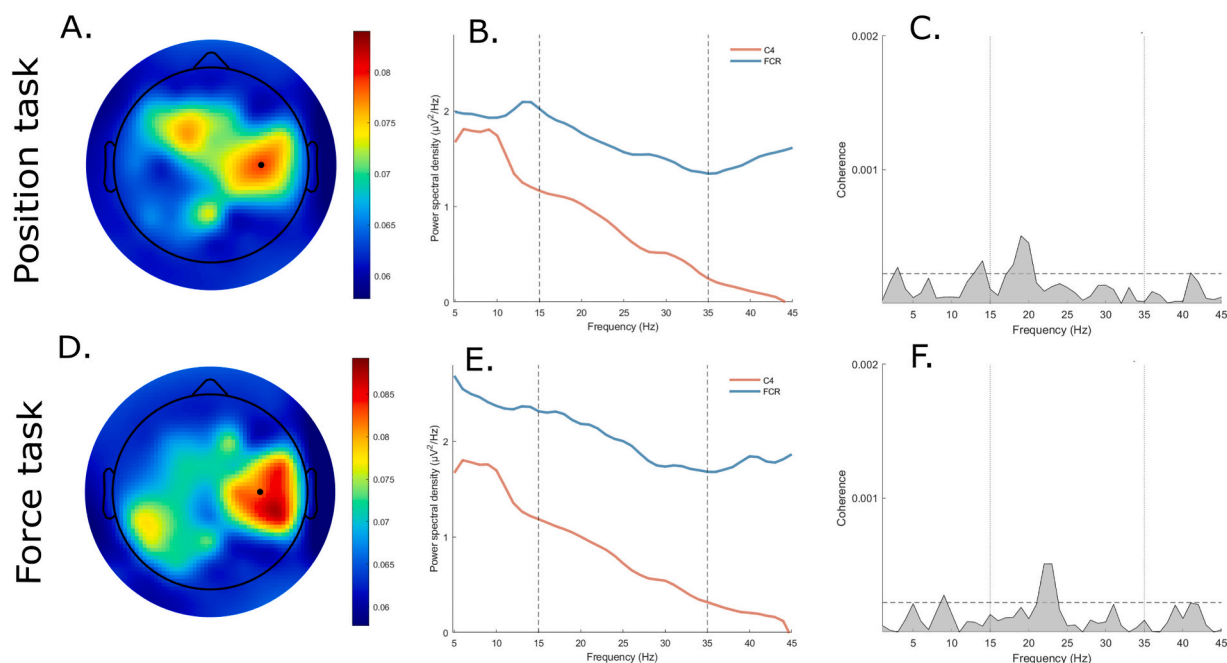 Position task
A.
0.08
0.075
0.07
0.065
0.06
B.
C4
FCR
Power spectral density (µV²/Hz)
2
1
0
5 10 15 20 25 30 35 40 45
Frequency (Hz)
C.
Coherence
0.002
0.001
0.000
5 10 15 20 25 30 35 40 45
Frequency (Hz)
Force task
D.
0.085
0.08
0.075
0.07
0.065
0.06
E.
C4
FCR
Power spectral density (µV²/Hz)
2
1
0
5 10 15 20 25 30 35 40 45
Frequency (Hz)
F.
Coherence
0.002
0.001
0.000
5 10 15 20 25 30 35 40 45
Frequency (Hz)